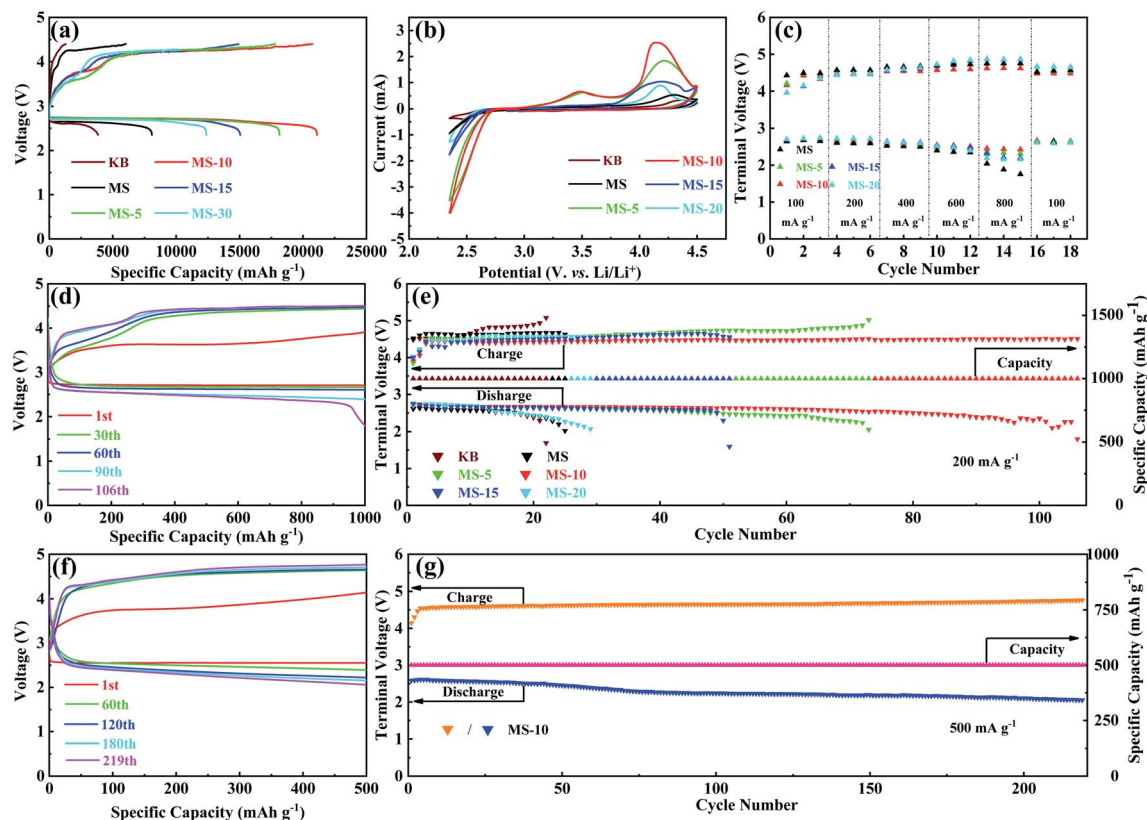 (a)
Voltage (V)
5
4
3
2
1
0
KB
MS-10
MS
MS-15
MS-5
MS-30
0
5000
10000
15000
20000
25000
Specific Capacity (mAh g⁻¹)
(b)
Current (mA)
3
2
1
0
-1
-2
-3
-4
-5
KB
MS-10
MS
MS-15
MS-5
MS-20
2.0
2.5
3.0
3.5
4.0
4.5
Potential (V. vs. Li/Li⁺)
(c)
Terminal Voltage (V)
6
5
4
3
2
1
0
MS
MS-5
MS-15
MS-10
MS-20
100
200
400
600
800
100
mA g⁻¹
mA g⁻¹
mA g⁻¹
mA g⁻¹
mA g⁻¹
mA g⁻¹
0
2
4
6
8
10
12
14
16
18
Cycle Number
(d)
Voltage (V)
5
4
3
2
1
0
1st
30th
60th
90th
106th
0
200
400
600
800
1000
Specific Capacity (mAh g⁻¹)
(e)
Terminal Voltage (V)
6
5
4
3
2
1
0
Charge
Disharge
Capacity
KB
MS
MS-5
MS-10
MS-15
MS-20
200 mA g⁻¹
1500
1000
500
0
Specific Capacity (mAh g⁻¹)
0
20
40
60
80
100
Cycle Number
(f)
Voltage (V)
5
4
3
2
1
0
1st
60th
120th
180th
219th
0
100
200
300
400
500
Specific Capacity (mAh g⁻¹)
(g)
Terminal Voltage (V)
6
5
4
3
2
1
0
Charge
Capacity
Discharge
/ MS-10
500 mA g⁻¹
1000
750
500
250
0
Specific Capacity (mAh g⁻¹)
0
50
100
150
200
Cycle Number